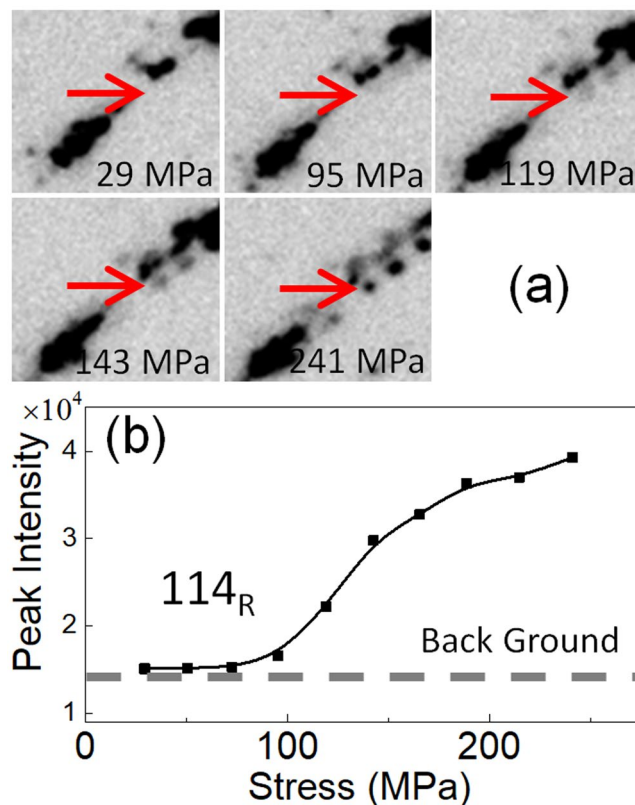 29 MPa
95 MPa
119 MPa
143 MPa
241 MPa
(a)
×10⁴
(b)
4
3
2
1
114R
Back Ground
Peak Intensity
0
100
200
Stress (MPa)